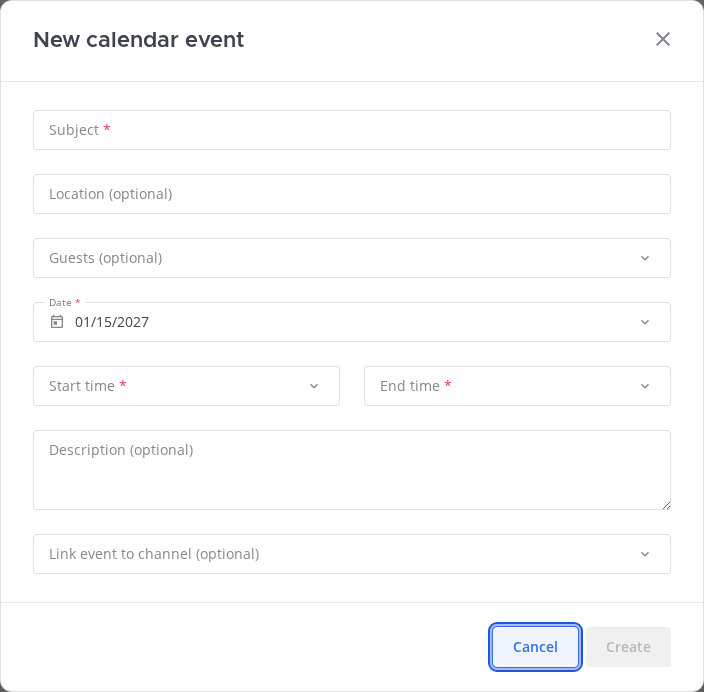 New calendar event
Subject *
Location (optional)
Guests (optional)
Date *
01/15/2027
Start time *
End time *
Description (optional)
Link event to channel (optional)
Cancel
Create